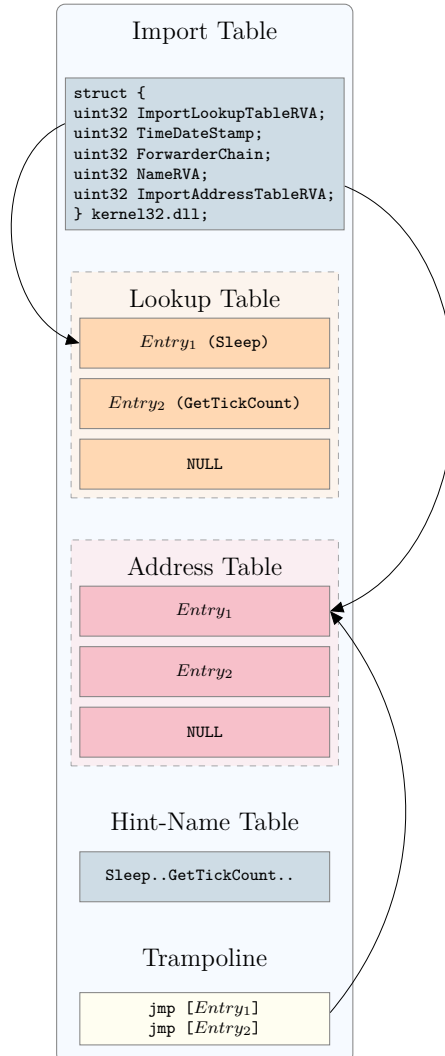 Import Table
struct {
uint32 ImportLookupTableRVA;
uint32 TimeDateStamp;
uint32 ForwarderChain;
uint32 NameRVA;
uint32 ImportAddressTableRVA;
} kernel32.dll;
Lookup Table
Entry₁ (Sleep)
Entry₂ (GetTickCount)
NULL
Address Table
Entry₁
Entry₂
NULL
Hint-Name Table
Sleep..GetTickCount..
Trampoline
jmp [Entry₁]
jmp [Entry₂]